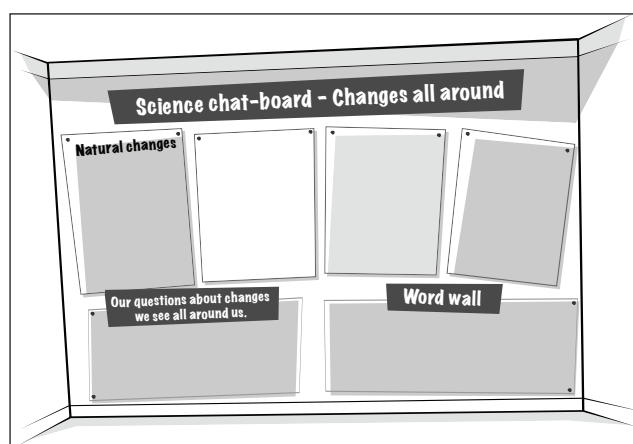 Science chat-board - Changes all around
Natural changes
Our questions about changes
we see all around us.
Word wall